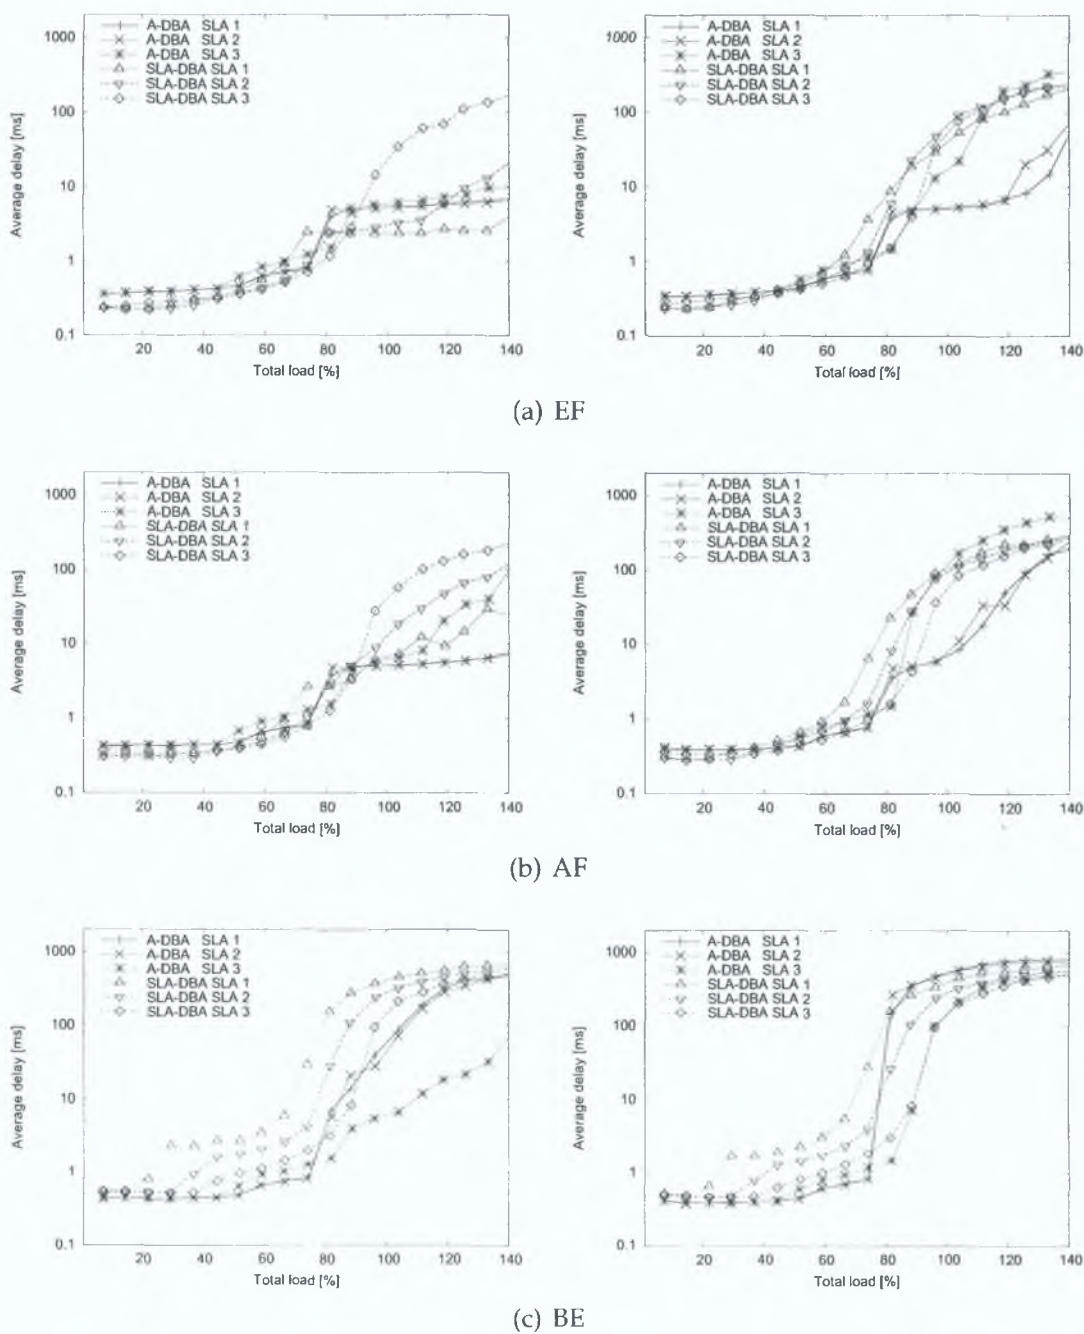 A-DBA SLA 1
A-DBA SLA 2
A-DBA SLA 3
SLA-DBA SLA 1
SLA-DBA SLA 2
SLA-DBA SLA 3
1000
100
10
1
0.1
Average delay [ms]
20 40 60 80 100 120 140
Total load [%]
A-DBA SLA 1
A-DBA SLA 2
A-DBA SLA 3
SLA-DBA SLA 1
SLA-DBA SLA 2
SLA-DBA SLA 3
1000
100
10
1
0.1
Average delay [ms]
20 40 60 80 100 120 140
Total load [%]
(a) EF
A-DBA SLA 1
A-DBA SLA 2
A-DBA SLA 3
SLA-DBA SLA 1
SLA-DBA SLA 2
SLA-DBA SLA 3
1000
100
10
1
0.1
Average delay [ms]
20 40 60 80 100 120 140
Total load [%]
A-DBA SLA 1
A-DBA SLA 2
A-DBA SLA 3
SLA-DBA SLA 1
SLA-DBA SLA 2
SLA-DBA SLA 3
1000
100
10
1
0.1
Average delay [ms]
20 40 60 80 100 120 140
Total load [%]
(b) AF
A-DBA SLA 1
A-DBA SLA 2
A-DBA SLA 3
SLA-DBA SLA 1
SLA-DBA SLA 2
SLA-DBA SLA 3
1000
100
10
1
0.1
Average delay [ms]
20 40 60 80 100 120 140
Total load [%]
A-DBA SLA 1
A-DBA SLA 2
A-DBA SLA 3
SLA-DBA SLA 1
SLA-DBA SLA 2
SLA-DBA SLA 3
1000
100
10
1
0.1
Average delay [ms]
20 40 60 80 100 120 140
Total load [%]
(c) BE